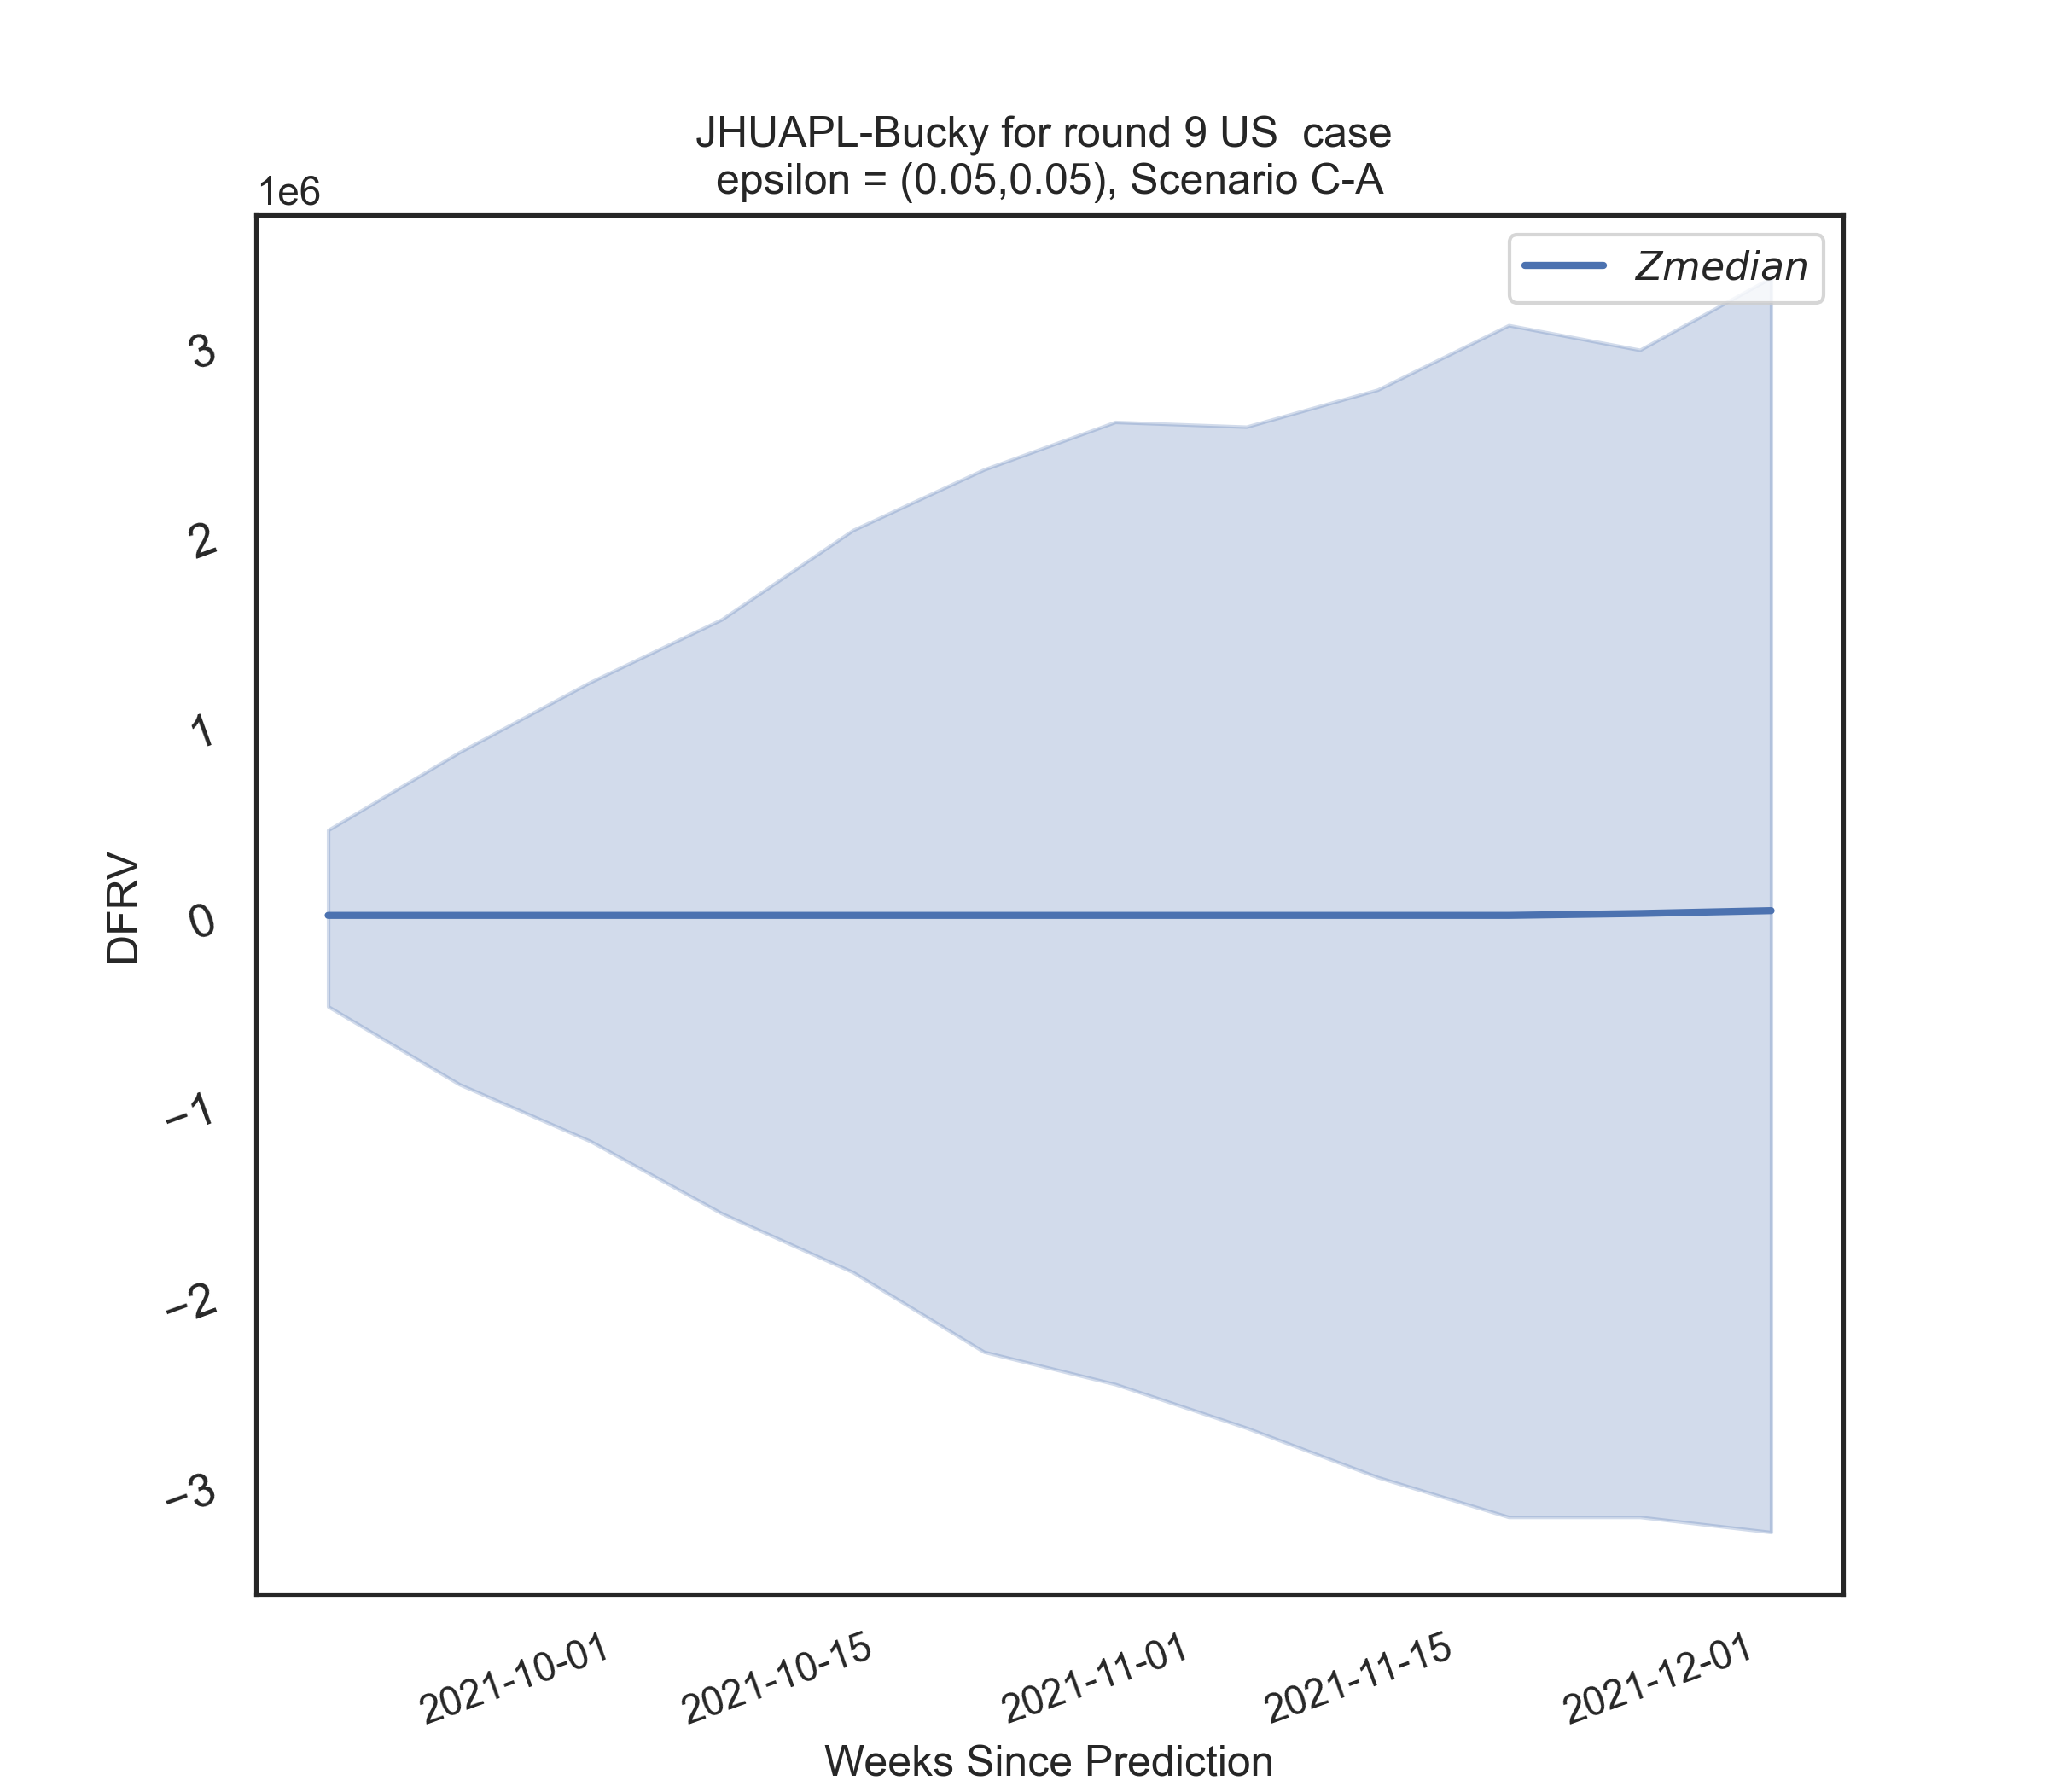 JHUAPL-Bucky for round 9 US  case
epsilon = (0.05,0.05), Scenario C-A
1e6
Zmedian
3
2
1
0
−1
−2
−3
DFRV
2021-10-01
2021-10-15
2021-11-01
2021-11-15
2021-12-01
Weeks Since Prediction